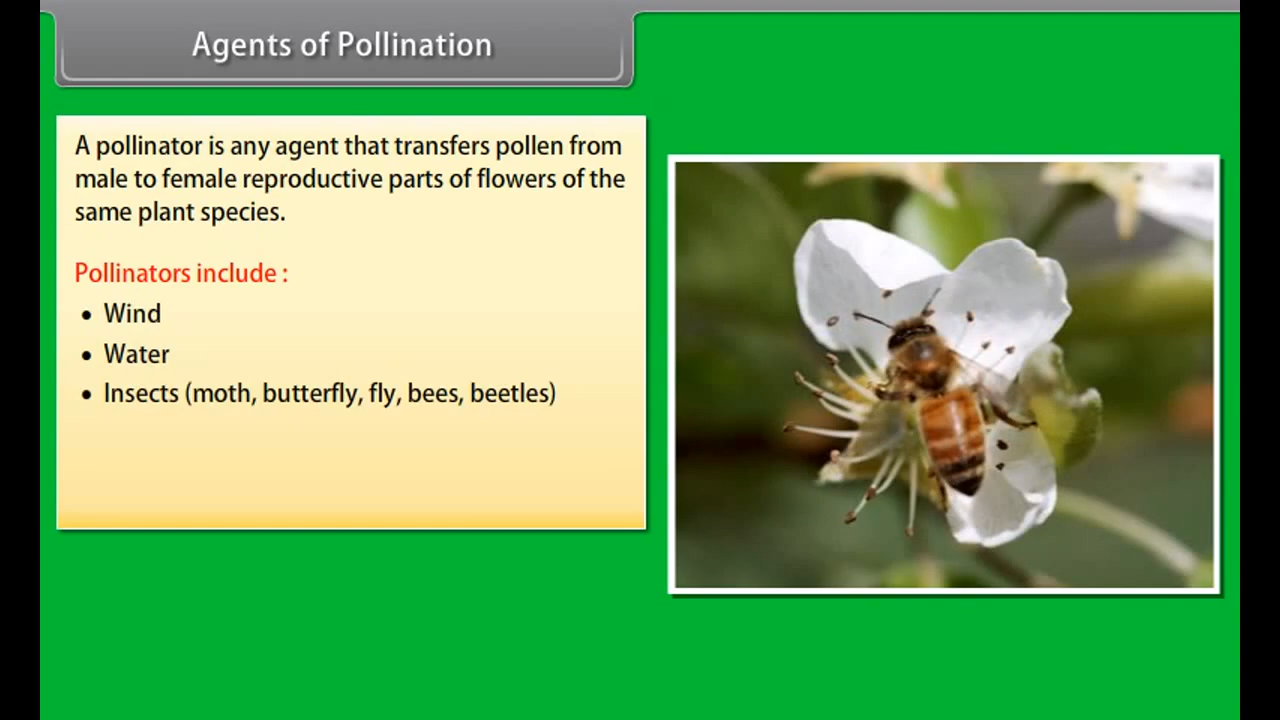 Agents of Pollination
A pollinator is any agent that transfers pollen from
male to female reproductive parts of flowers of the
same plant species.
Pollinators include :
• Wind
• Water
• Insects (moth, butterfly, fly, bees, beetles)